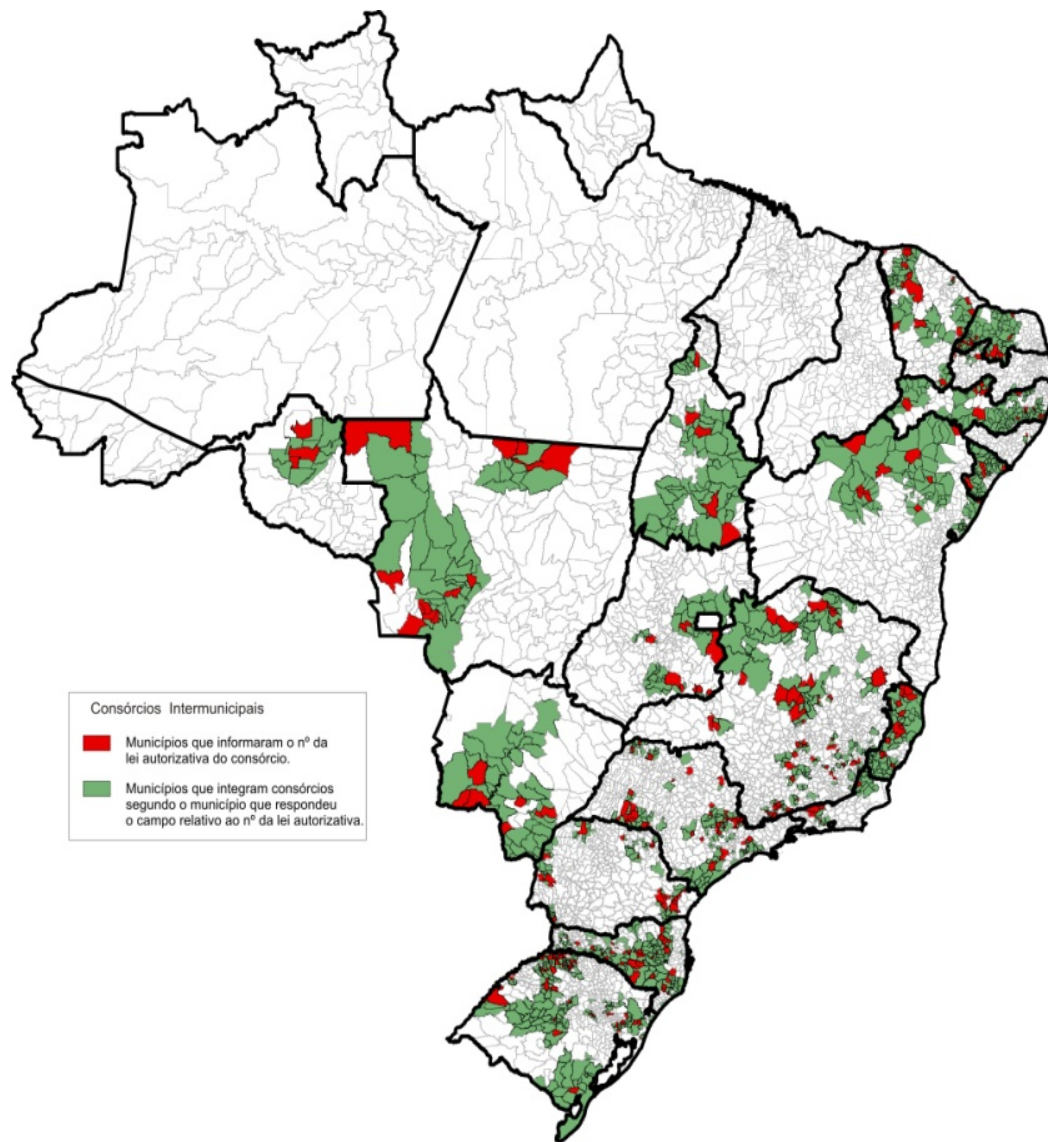 Consórcios Intermunicipais
Municípios que informaram o nº da
lei autorizativa do consórcio.
Municípios que integram consórcios
segundo o município que respondeu
o campo relativo ao nº da lei autorizativa.